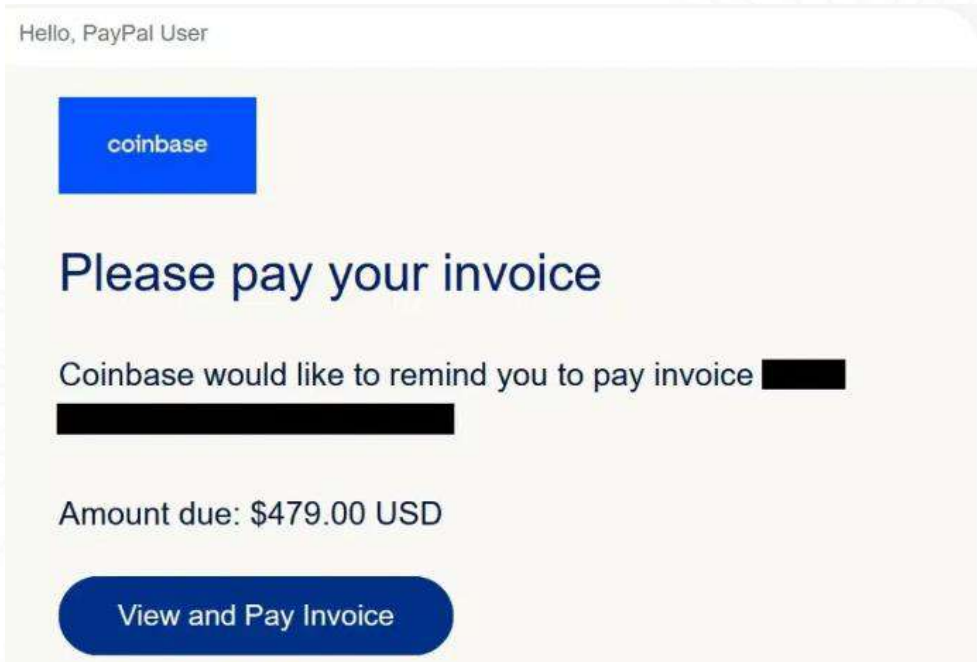 Hello, PayPal User
coinbase
Please pay your invoice
Coinbase would like to remind you to pay invoice
Amount due: $479.00 USD
View and Pay Invoice